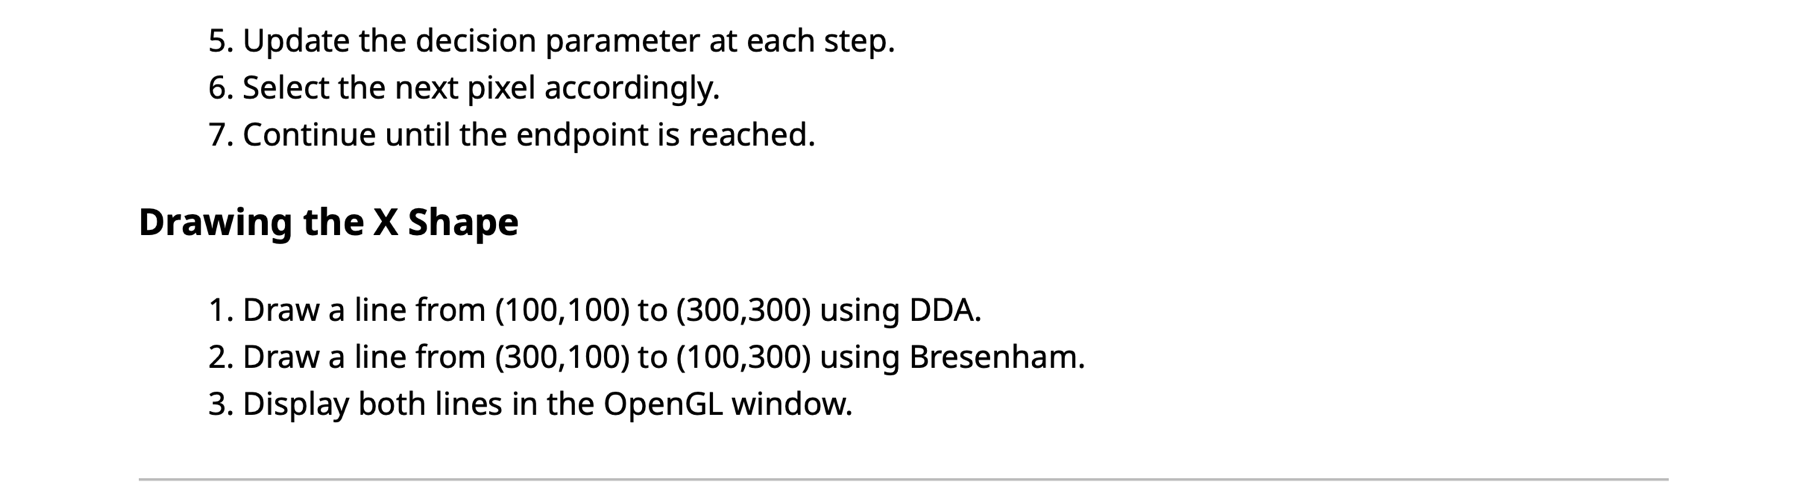 5. Update the decision parameter at each step.
6. Select the next pixel accordingly.
7. Continue until the endpoint is reached.
Drawing the X Shape
1. Draw a line from (100,100) to (300,300) using DDA.
2. Draw a line from (300,100) to (100,300) using Bresenham.
3. Display both lines in the OpenGL window.